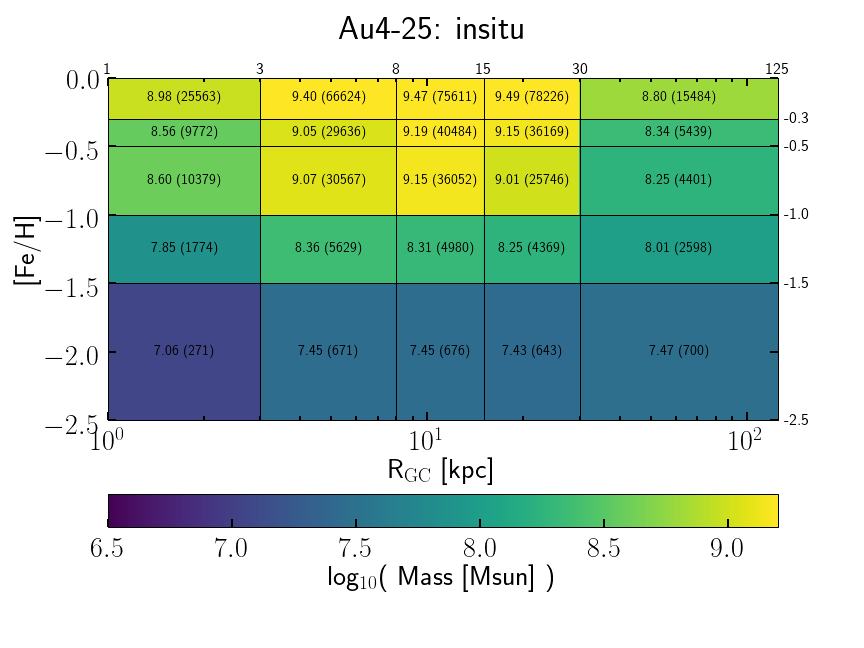 Au4-25: insitu
1 3 8 15 30 125
0.0
8.98 (25563) 9.40 (66624) 9.47 (75611) 9.49 (78226) 8.80 (15484)
-0.3
8.56 (9772) 9.05 (29636) 9.19 (40484) 9.15 (36169) 8.34 (5439)
−0.5 -0.5
8.60 (10379) 9.07 (30567) 9.15 (36052) 9.01 (25746) 8.25 (4401)
−1.0 -1.0
[Fe/H]
7.85 (1774) 8.36 (5629) 8.31 (4980) 8.25 (4369) 8.01 (2598)
−1.5 -1.5
7.06 (271) 7.45 (671) 7.45 (676) 7.43 (643) 7.47 (700)
−2.0
−2.5 -2.5
10⁰ 10¹ 10²
R_GC [kpc]
6.5 7.0 7.5 8.0 8.5 9.0
log₁₀( Mass [Msun] )